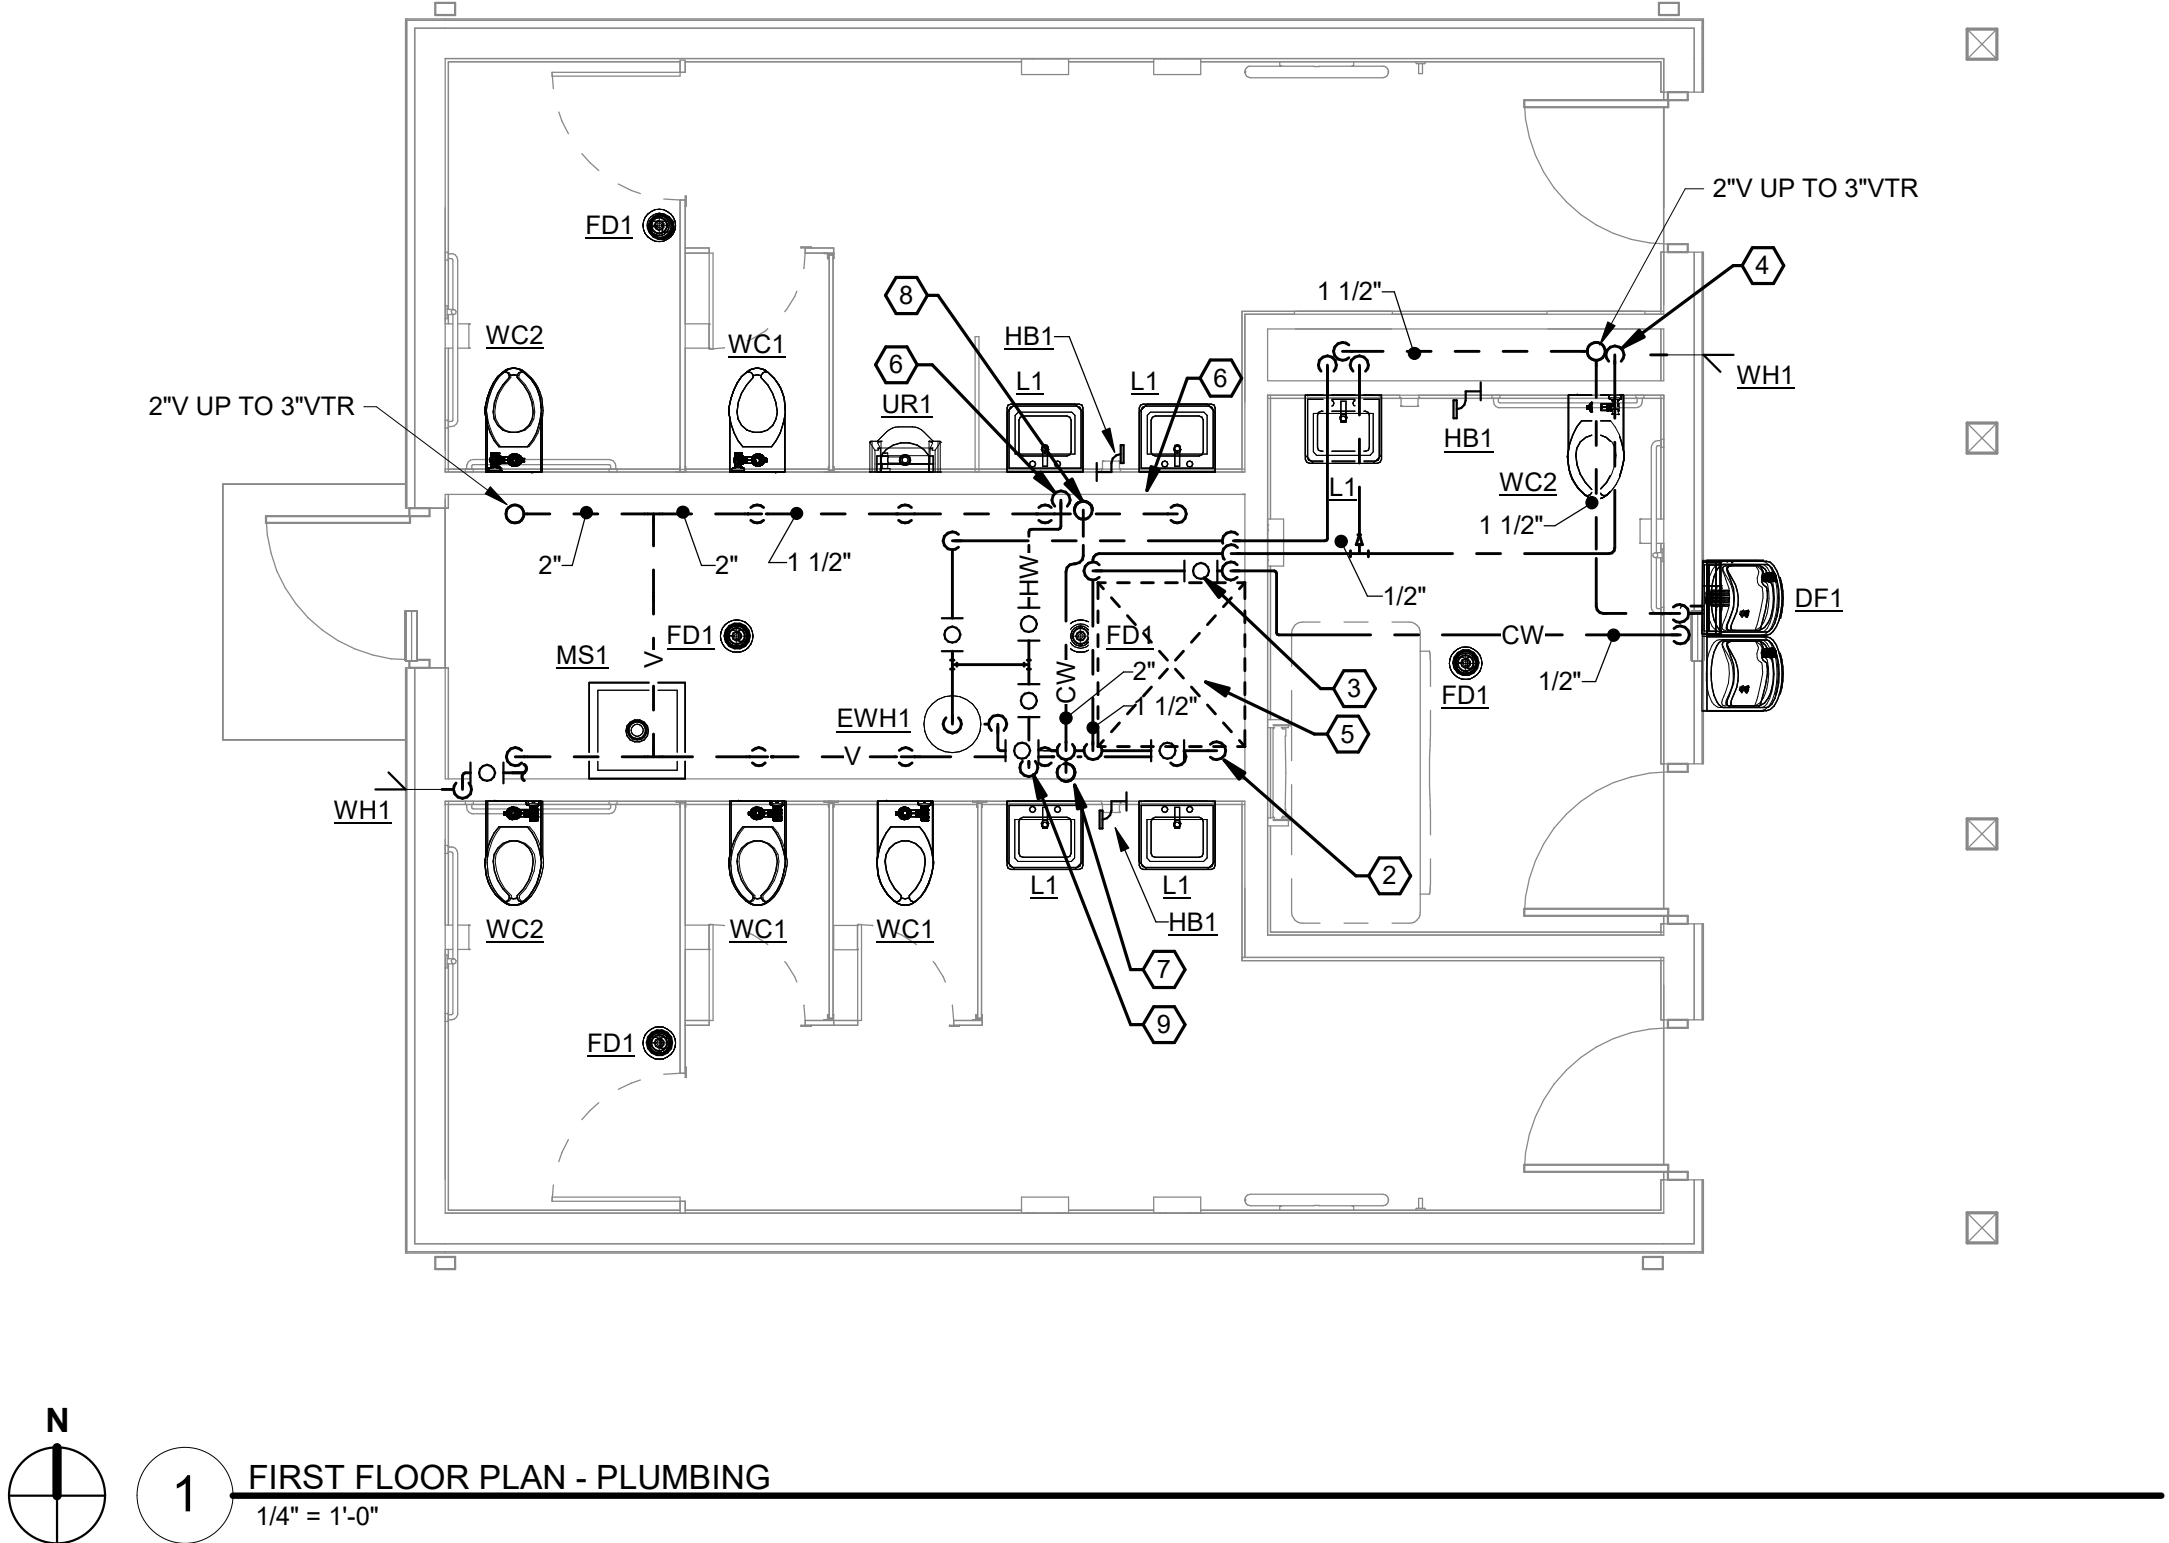 2"V UP TO 3"VTR
FD1
4
8
1 1/2"
WC2
WC1
HB1
6
L1
L1
6
WH1
2"V UP TO 3"VTR
UR1
HB1
L1
WC2
1 1/2"
2"
2"
1 1/2"
HW
1/2"
DF1
MS1
V
FD1
FD1
CW
CW
2"
3
FD1
1/2"
EWH1
1 1/2"
5
V
WH1
2
L1
L1
WC2
WC1
WC1
HB1
7
9
FD1
N
1
FIRST FLOOR PLAN - PLUMBING
1/4" = 1'-0"